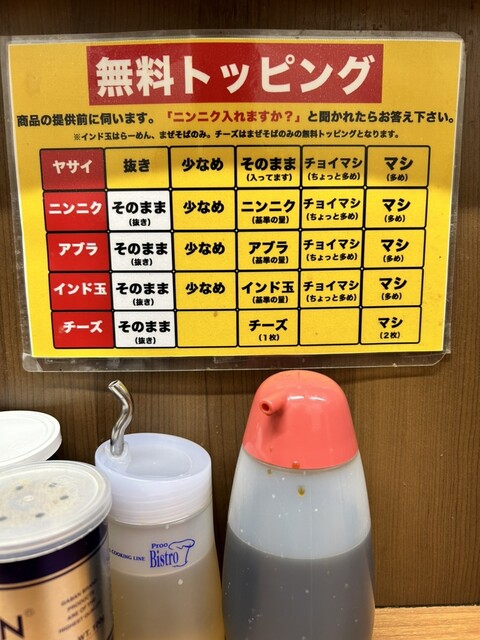 無料トッピング
商品の提供前に伺います。「ニンニク入れますか？」と聞かれたらお答え下さい。
※インド玉はらーめん、まぜそばのみ。チーズはまぜそばのみの無料トッピングとなります。
ヤサイ 抜き 少なめ そのまま チョイマシ マシ
(入ってます) (ちょっと多め) (多め)
ニンニク そのまま 少なめ ニンニク チョイマシ マシ
(抜き) (基準の量) (ちょっと多め) (多め)
アブラ そのまま 少なめ アブラ チョイマシ マシ
(抜き) (基準の量) (ちょっと多め) (多め)
インド玉 そのまま 少なめ インド玉 チョイマシ マシ
(抜き) (基準の量) (ちょっと多め) (多め)
チーズ そのまま チーズ マシ
(抜き) (1枚) (2枚)
Proo
COOKING LINE Bistro
GABAN
PRODUC
ARE OF
HIGHEST
N
WT. 100